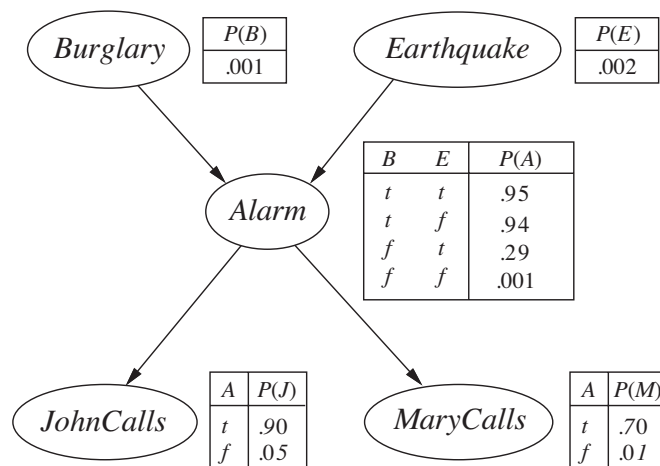 Burglary
P(B)
.001
Earthquake
P(E)
.002
Alarm
B E P(A)
t t .95
t f .94
f t .29
f f .001
JohnCalls
A P(J)
t .90
f .05
MaryCalls
A P(M)
t .70
f .01